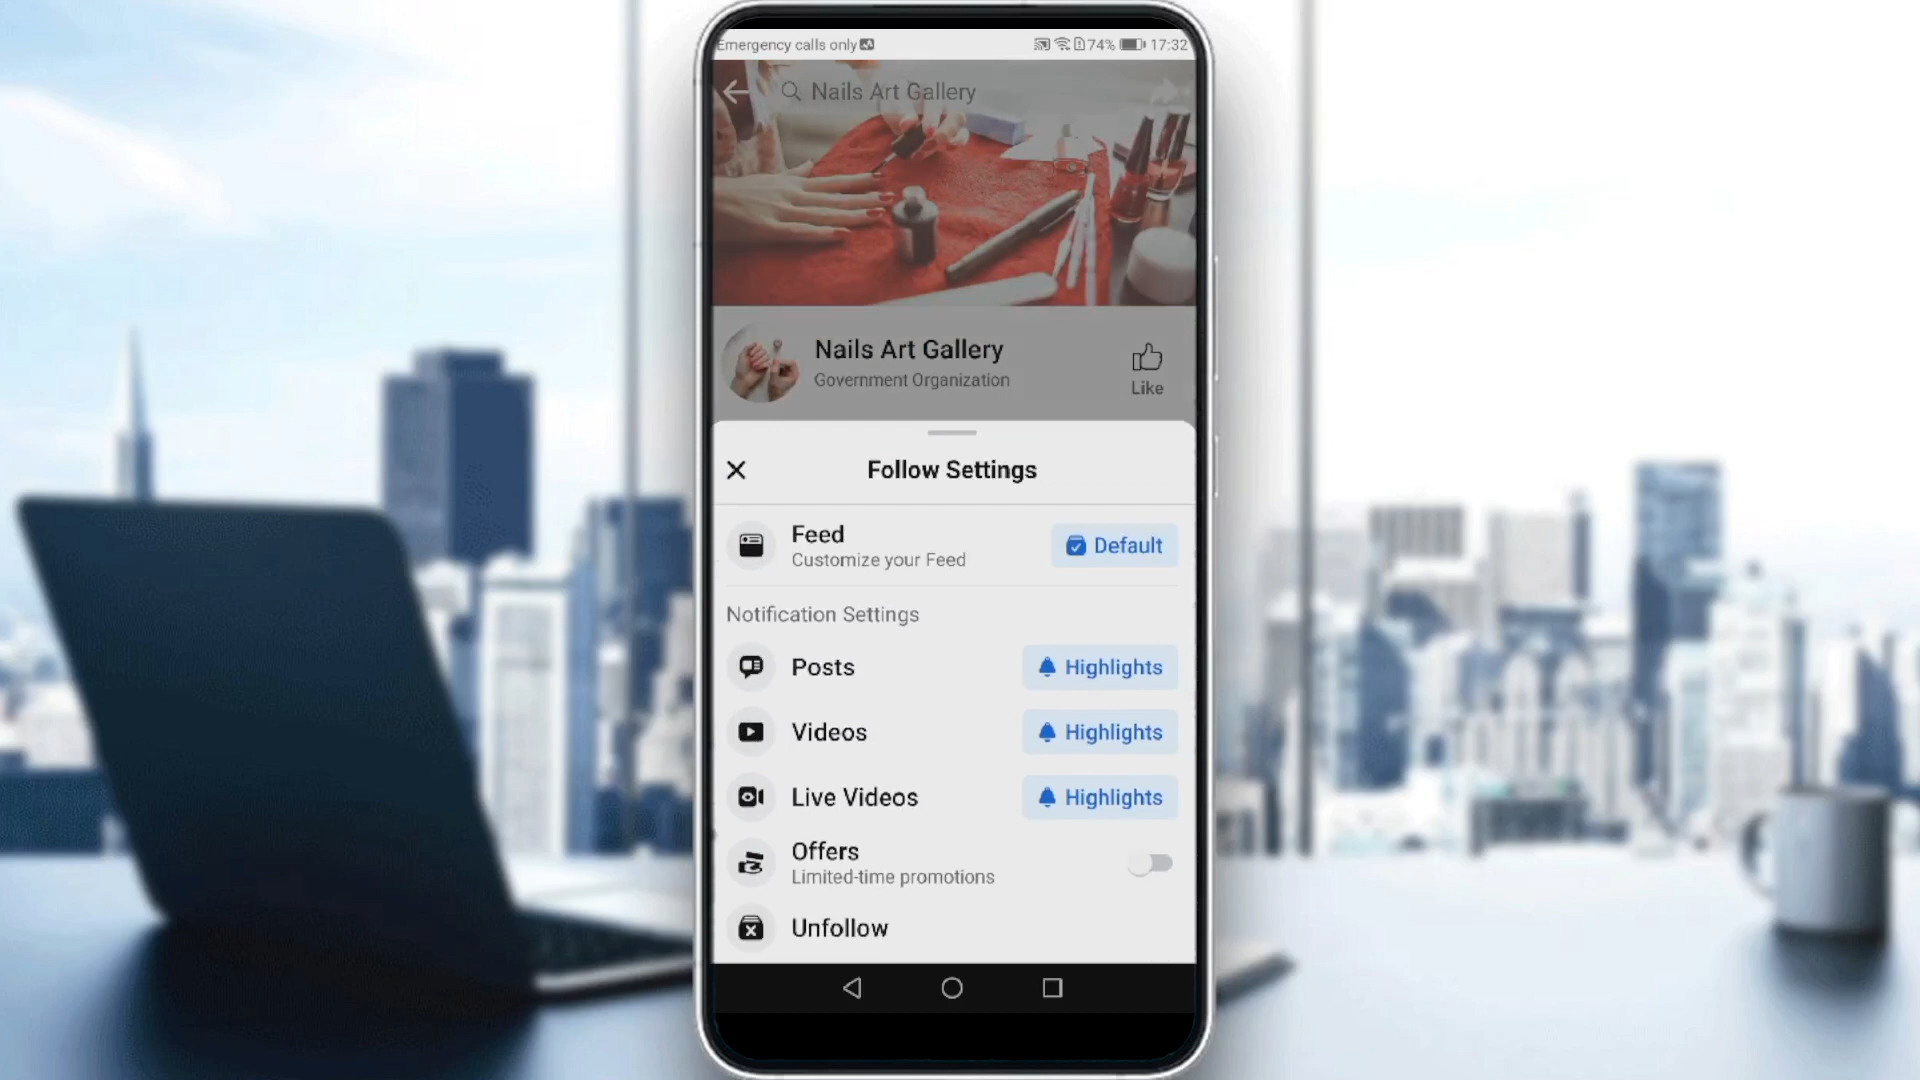 Emergency calls only 74% 17:32
Nails Art Gallery
Nails Art Gallery
Government Organization
Like
Follow Settings
Feed
Customize your Feed
Default
Notification Settings
Posts
Highlights
Videos
Highlights
Live Videos
Highlights
Offers
Limited-time promotions
Unfollow